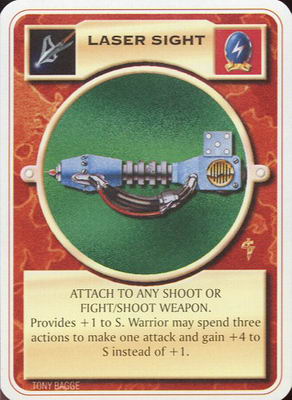 LASER SIGHT
ATTACH TO ANY SHOOT OR
FIGHT/SHOOT WEAPON.
Provides +1 to S. Warrior may spend three
actions to make one attack and gain +4 to
S instead of +1.
TONY BAGGE